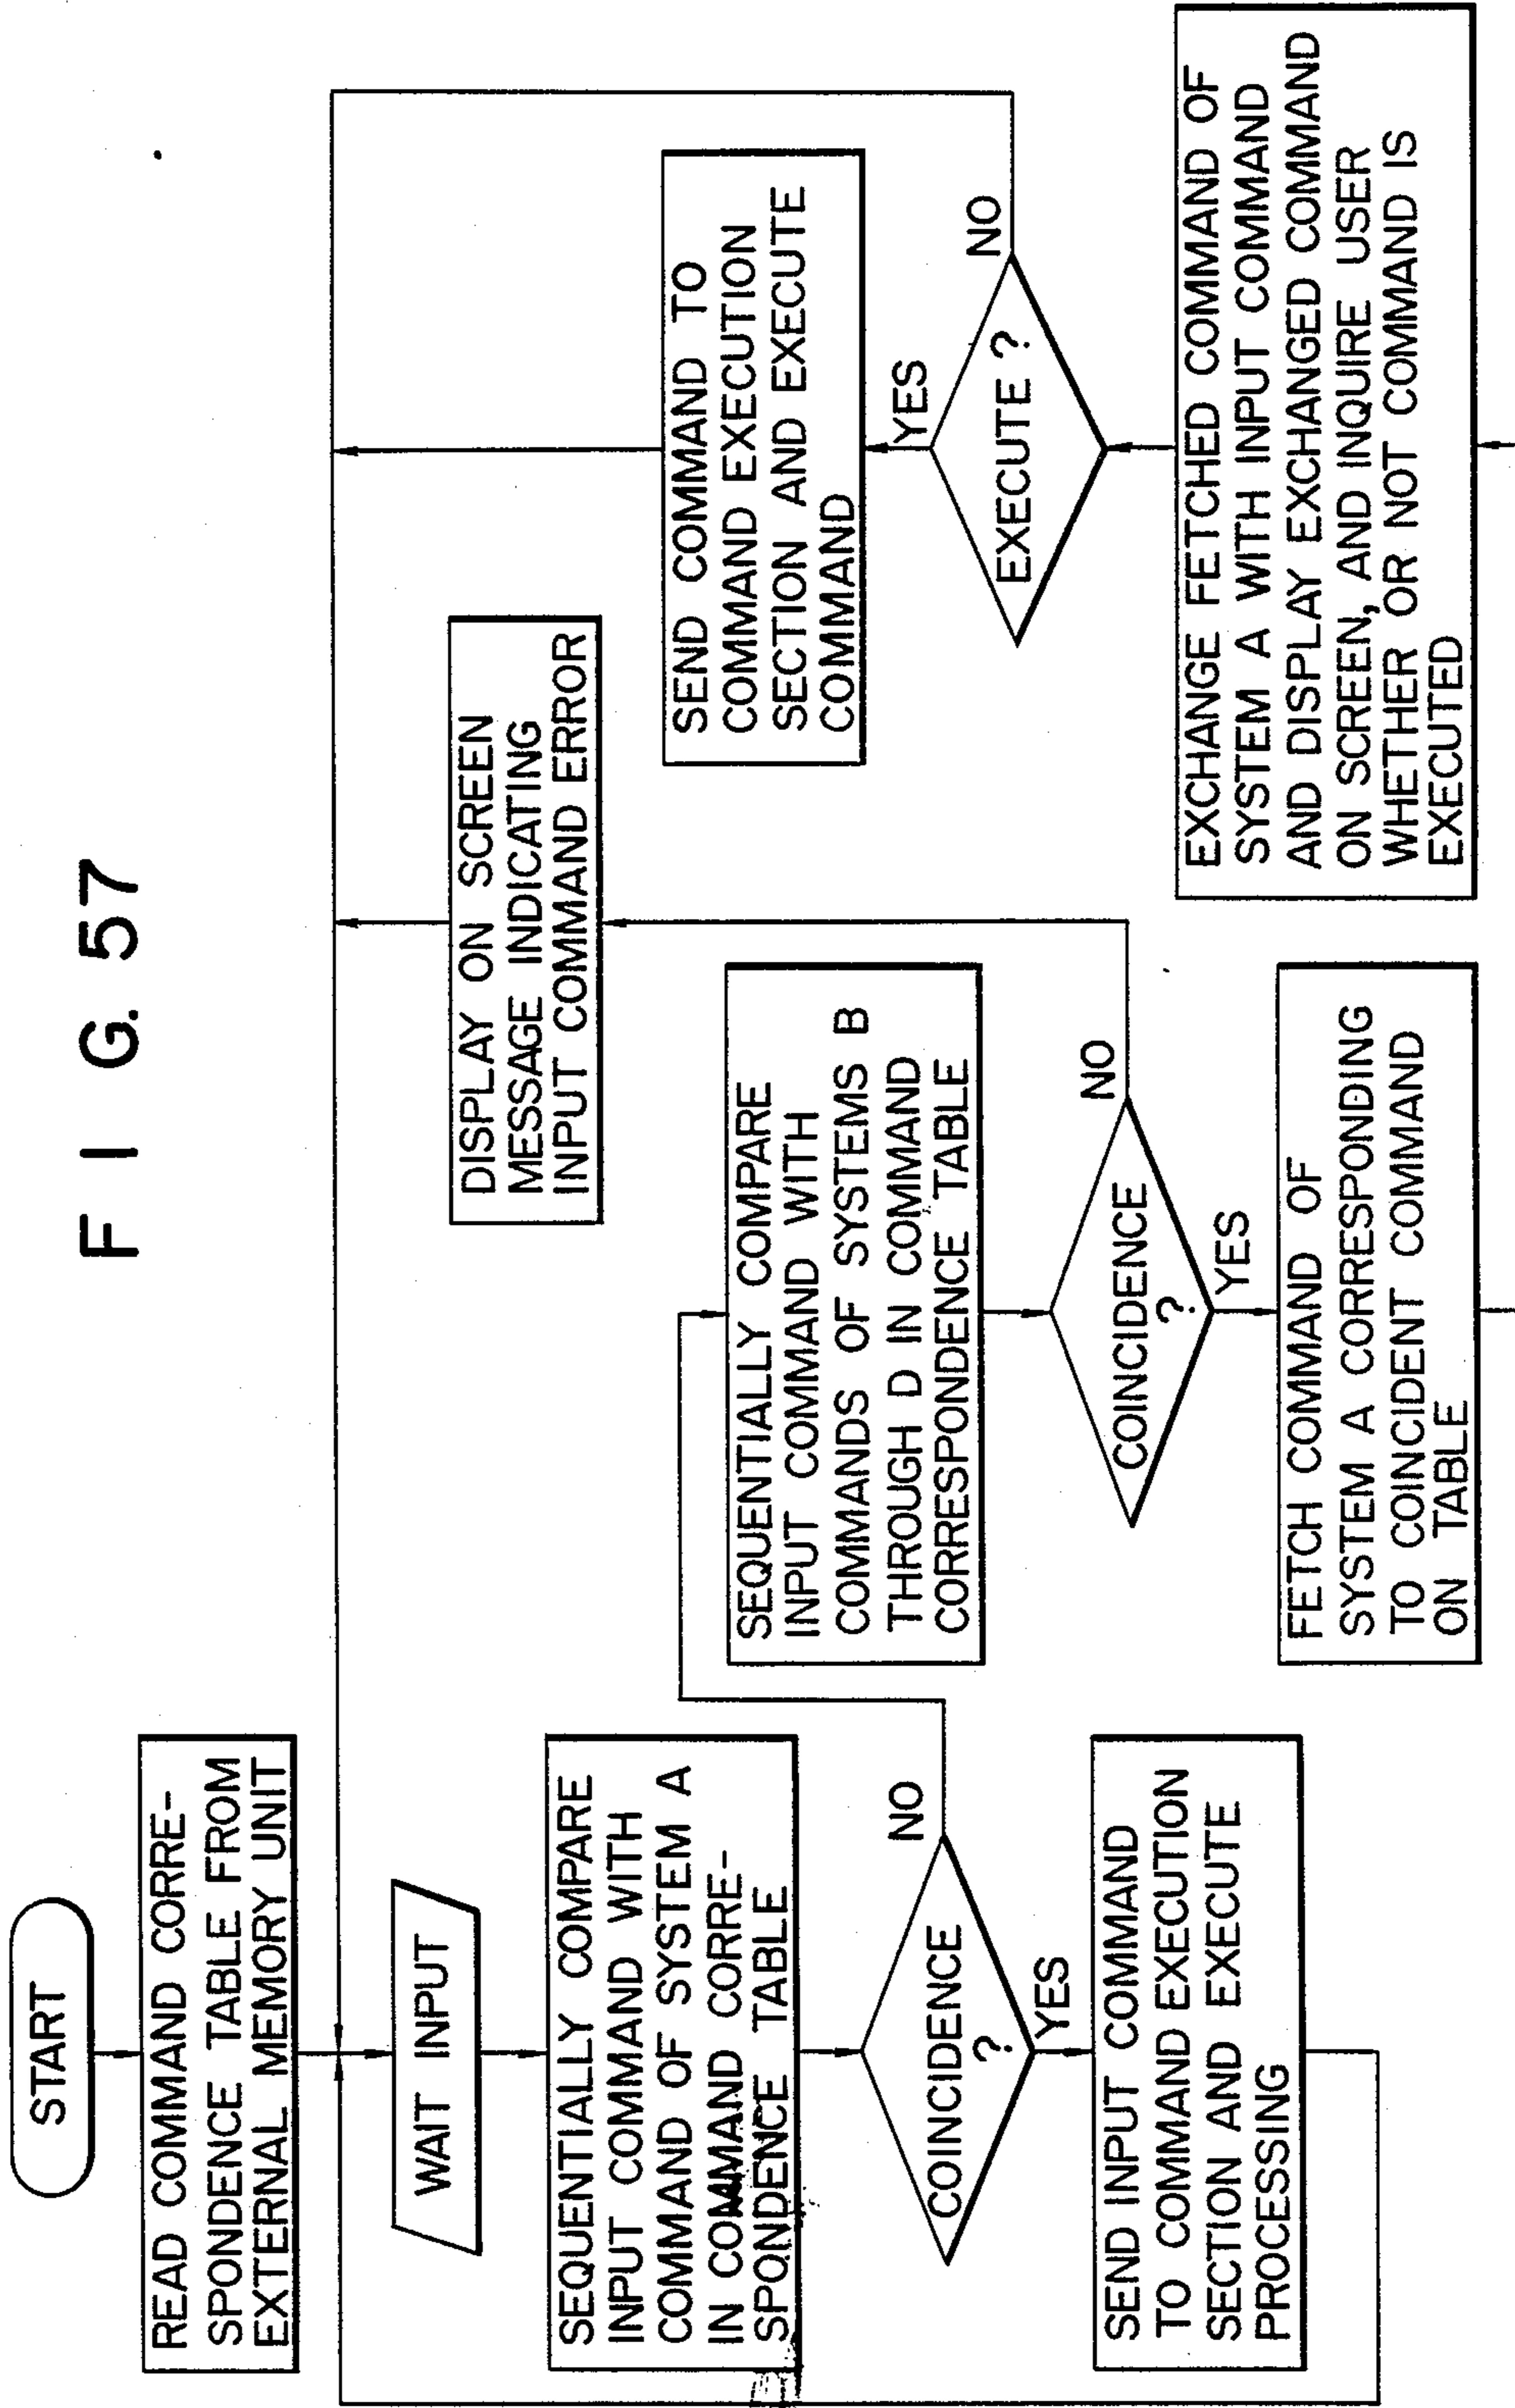 F I G. 57
START
READ COMMAND CORRE-
SPONDENCE TABLE FROM
EXTERNAL MEMORY UNIT
WAIT INPUT
SEQUENTIALLY COMPARE
INPUT COMMAND WITH
COMMAND OF SYSTEM A
IN COMMAND CORRE-
SPONDENCE TABLE
COINCIDENCE
?
NO
YES
SEND INPUT COMMAND
TO COMMAND EXECUTION
SECTION AND EXECUTE
PROCESSING
SEQUENTIALLY COMPARE
INPUT COMMAND WITH
COMMANDS OF SYSTEMS B
THROUGH D IN COMMAND
CORRESPONDENCE TABLE
COINCIDENCE
?
NO
YES
FETCH COMMAND OF
SYSTEM A CORRESPONDING
TO COINCIDENT COMMAND
ON TABLE
DISPLAY ON SCREEN
MESSAGE INDICATING
INPUT COMMAND ERROR
SEND COMMAND TO
COMMAND EXECUTION
SECTION AND EXECUTE
COMMAND
YES
NO
EXECUTE ?
EXCHANGE FETCHED COMMAND OF
SYSTEM A WITH INPUT COMMAND
AND DISPLAY EXCHANGED COMMAND
ON SCREEN, AND INQUIRE USER
WHETHER OR NOT COMMAND IS
EXECUTED